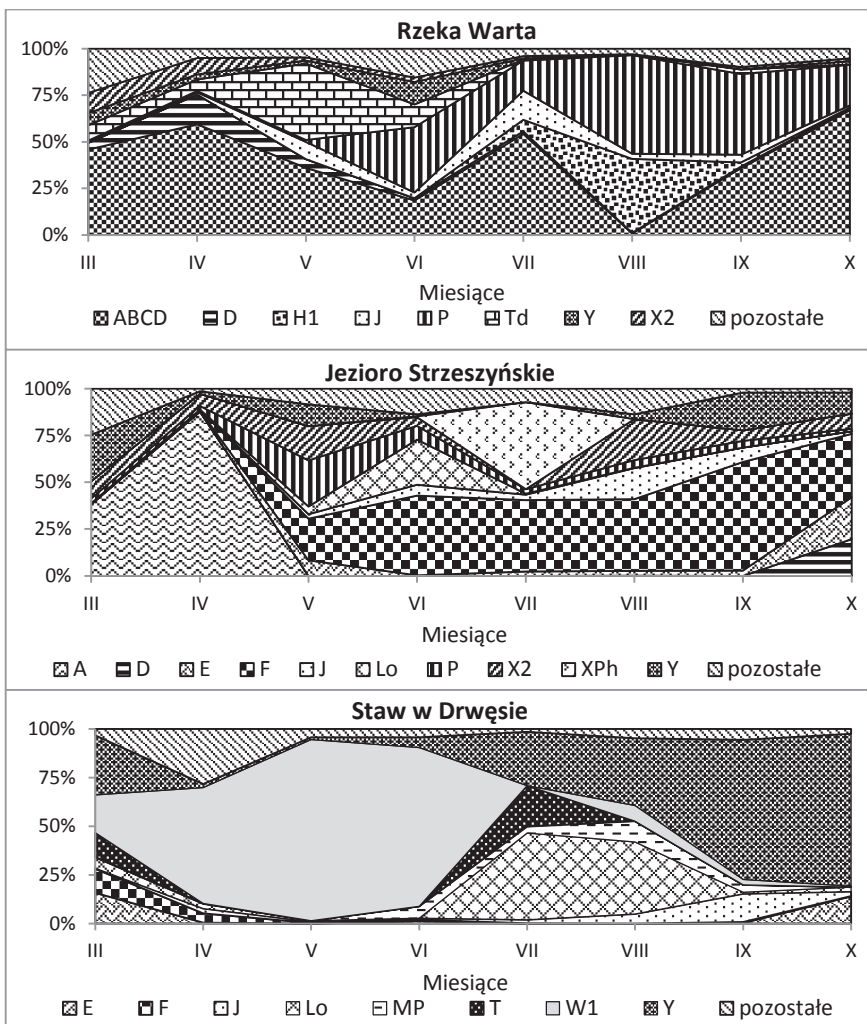 Rzeka Warta
100%
75%
50%
25%
0%
III IV V VI VII VIII IX X
Miesiące
ABCD D H1 J P Td Y X2 pozostałe
Jezioro Strzeszyńskie
100%
75%
50%
25%
0%
III IV V VI VII VIII IX X
Miesiące
A D E F J Lo P X2 XPh Y pozostałe
Staw w Drwęsie
100%
75%
50%
25%
0%
III IV V VI VII VIII IX X
Miesiące
E F J Lo MP T W1 Y pozostałe